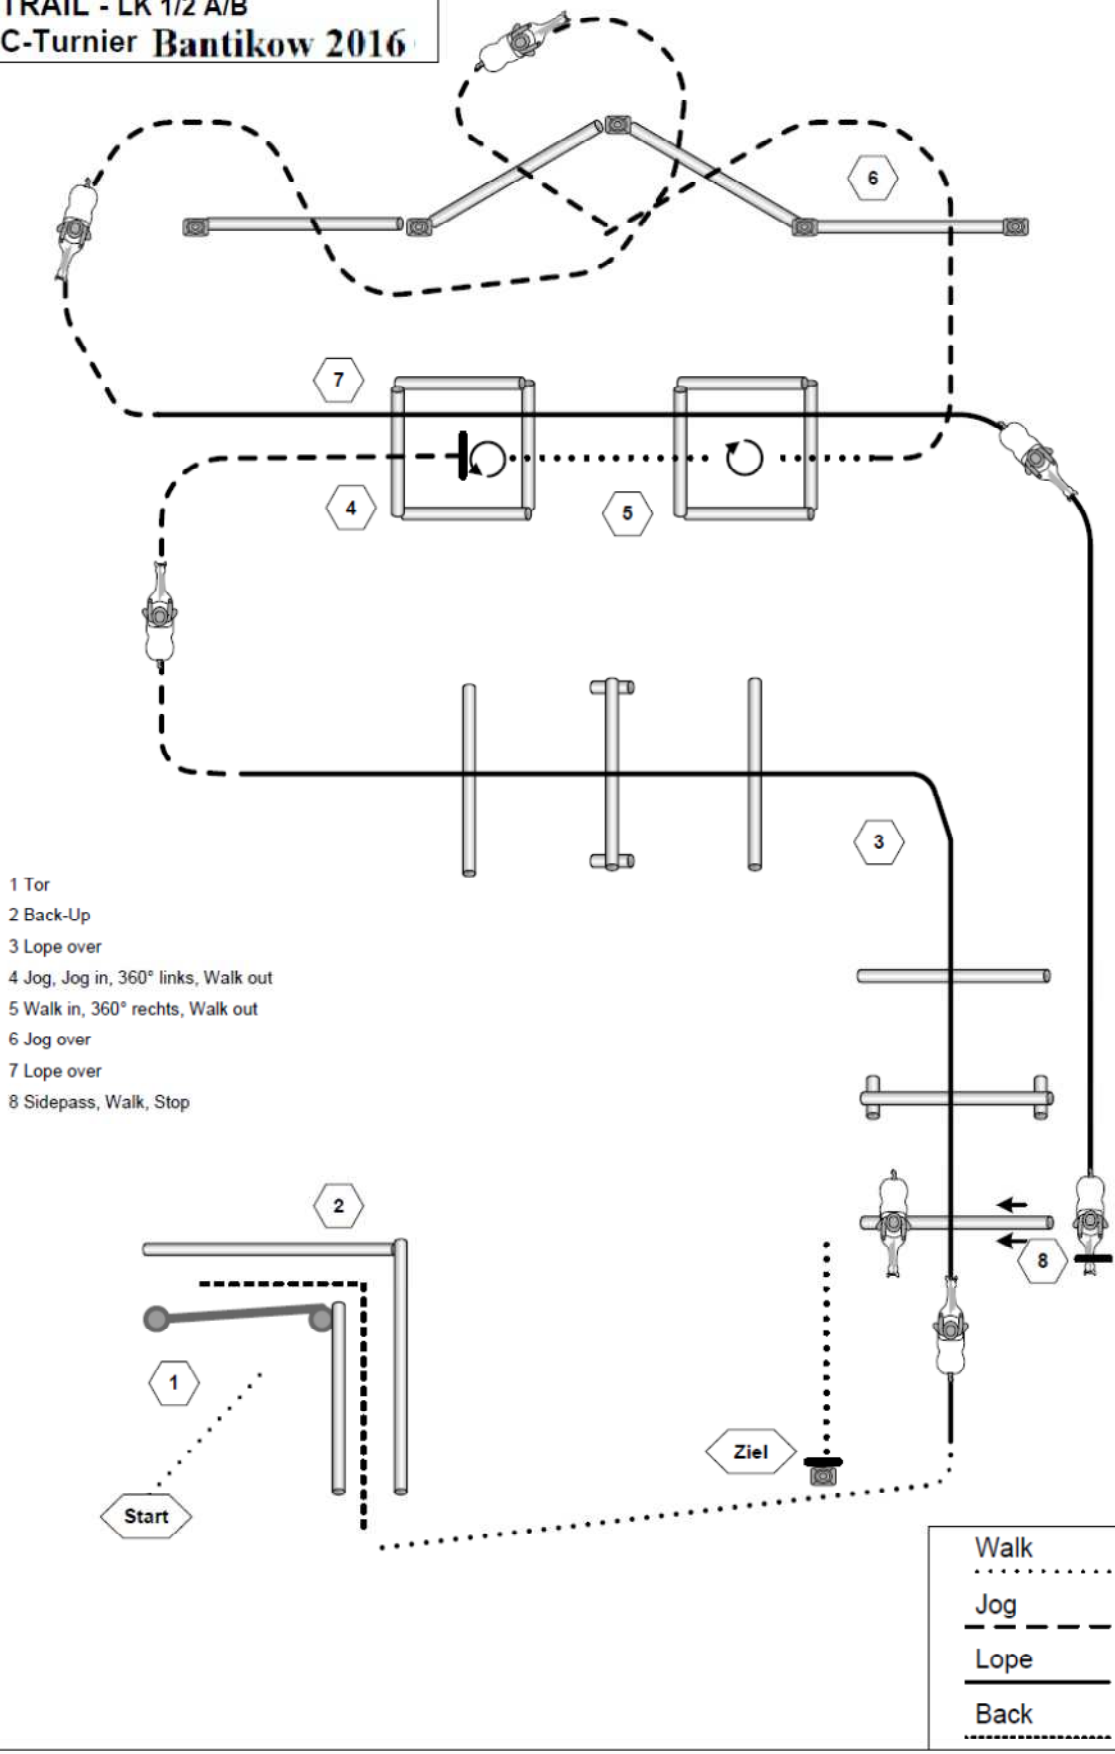 TRAIL - LK 1/2 A/B
C-Turnier Bantikow 2016
6
7
4
5
3
1 Tor
2 Back-Up
3 Lope over
4 Jog, Jog in, 360° links, Walk out
5 Walk in, 360° rechts, Walk out
6 Jog over
7 Lope over
8 Sidepass, Walk, Stop
2
8
1
Ziel
Start
Walk
Jog
Lope
Back